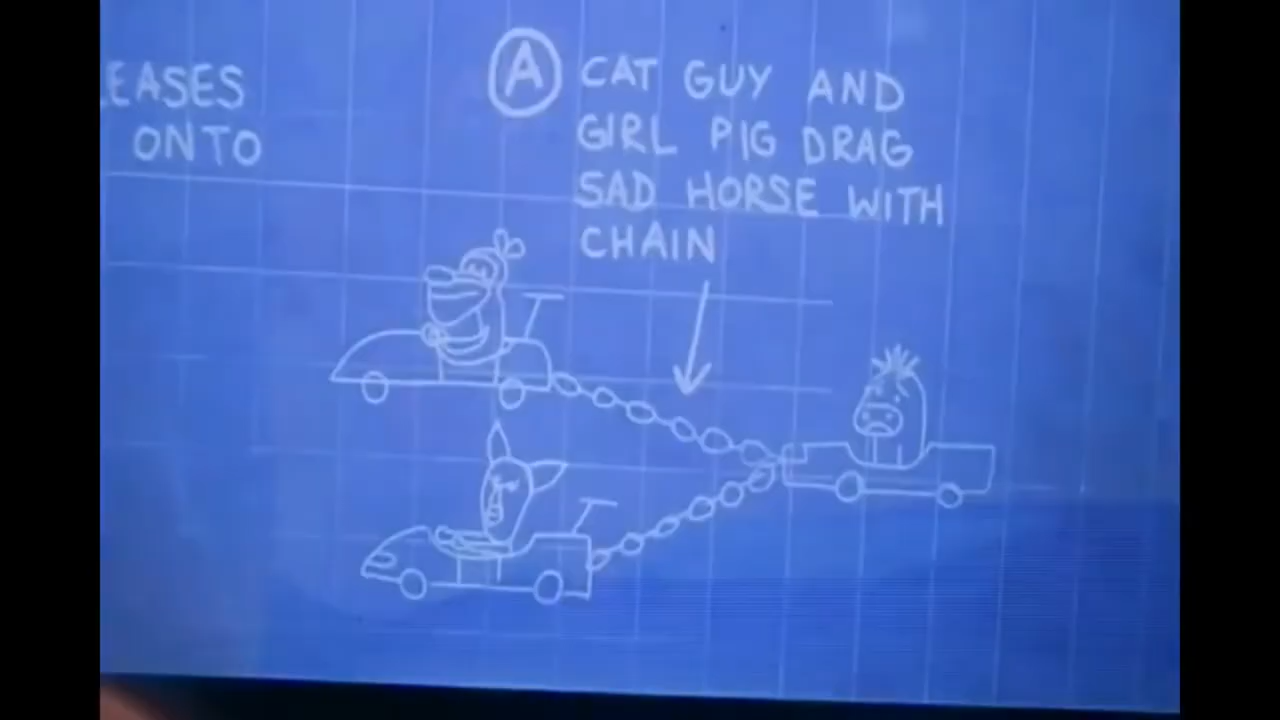 EASES
ONTO
A
CAT GUY AND
GIRL PIG DRAG
SAD HORSE WITH
CHAIN